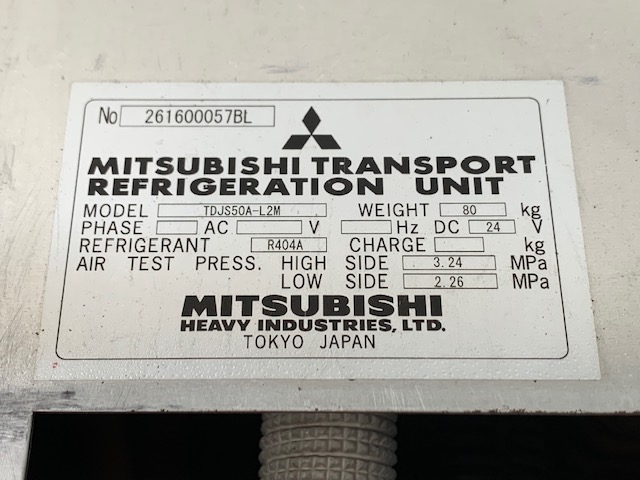 No 261600057BL
MITSUBISHI TRANSPORT
REFRIGERATION UNIT
MODEL TDJS50A-L2M WEIGHT 80 kg
PHASE AC V Hz DC 24 V
REFRIGERANT R404A CHARGE kg
AIR TEST PRESS. HIGH SIDE 3.24 MPa
LOW SIDE 2.26 MPa
MITSUBISHI
HEAVY INDUSTRIES, LTD.
TOKYO JAPAN